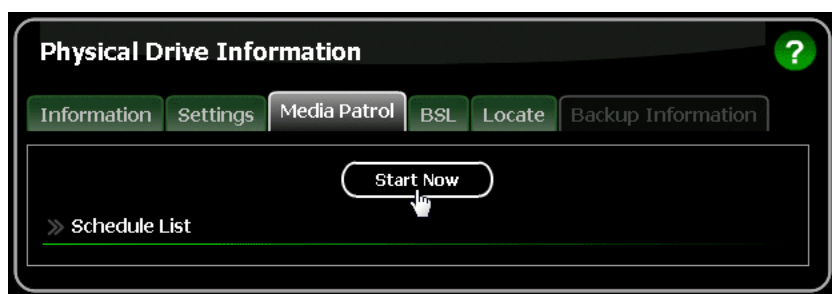 Physical Drive Information
?
Information Settings Media Patrol BSL Locate Backup Information
Start Now
Schedule List